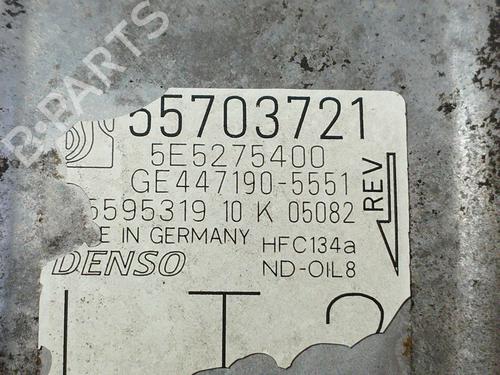 B-PARTS
55703721
5E5275400
GE447190-5551
5595319 10 K 05082
REV
E IN GERMANY
HFC134a
DENSO
ND-OIL8